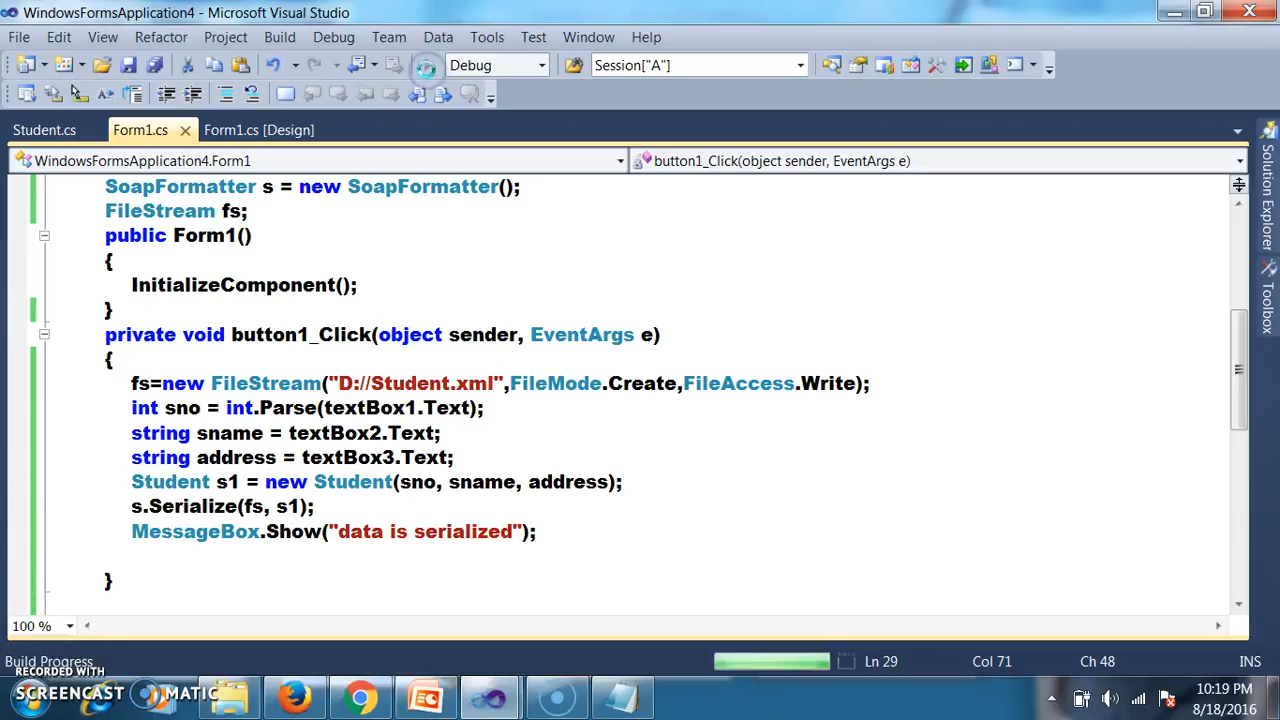 WindowsFormsApplication4 - Microsoft Visual Studio
File Edit View Refactor Project Build Debug Team Data Tools Test Window Help
Debug Session["A"]
Student.cs Form1.cs Form1.cs [Design]
WindowsFormsApplication4.Form1 button1_Click(object sender, EventArgs e)
SoapFormatter s = new SoapFormatter();
FileStream fs;
public Form1()
{
InitializeComponent();
}
private void button1_Click(object sender, EventArgs e)
{
fs=new FileStream("D://Student.xml",FileMode.Create,FileAccess.Write);
int sno = int.Parse(textBox1.Text);
string sname = textBox2.Text;
string address = textBox3.Text;
Student s1 = new Student(sno, sname, address);
s.Serialize(fs, s1);
MessageBox.Show("data is serialized");
}
Solution Explorer
Toolbox
100 %
Build Progress Ln 29 Col 71 Ch 48 INS
RECORDED WITH
SCREENCAST MATIC
10:19 PM
8/18/2016